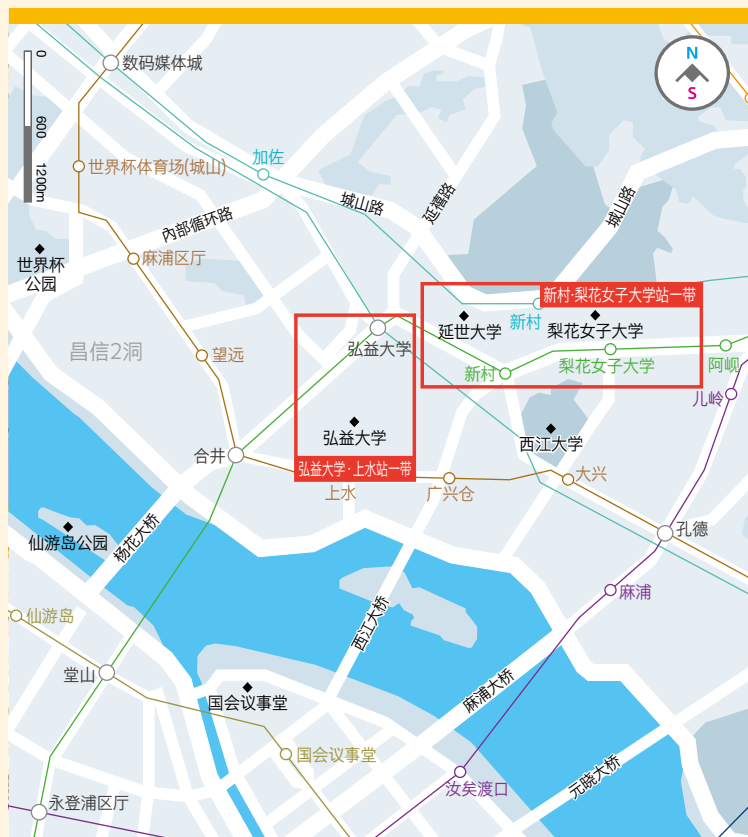 N
S
0
600
1200m
数码媒体城
世界杯体育场(城山)
加佐
城山路
延禧路
城山路
內部循环路
世界杯
公园
麻浦区厅
新村·梨花女子大学站一带
延世大学
新村
梨花女子大学
昌信2洞
望远
弘益大学
新村
梨花女子大学
阿岘
儿岭
弘益大学
西江大学
合井
弘益大学·上水站一带
上水
广兴仓
大兴
孔德
仙游岛公园
杨花大桥
仙游岛
西江大桥
麻浦
堂山
国会议事堂
麻浦大桥
国会议事堂
汝矣渡口
元晓大桥
永登浦区厅